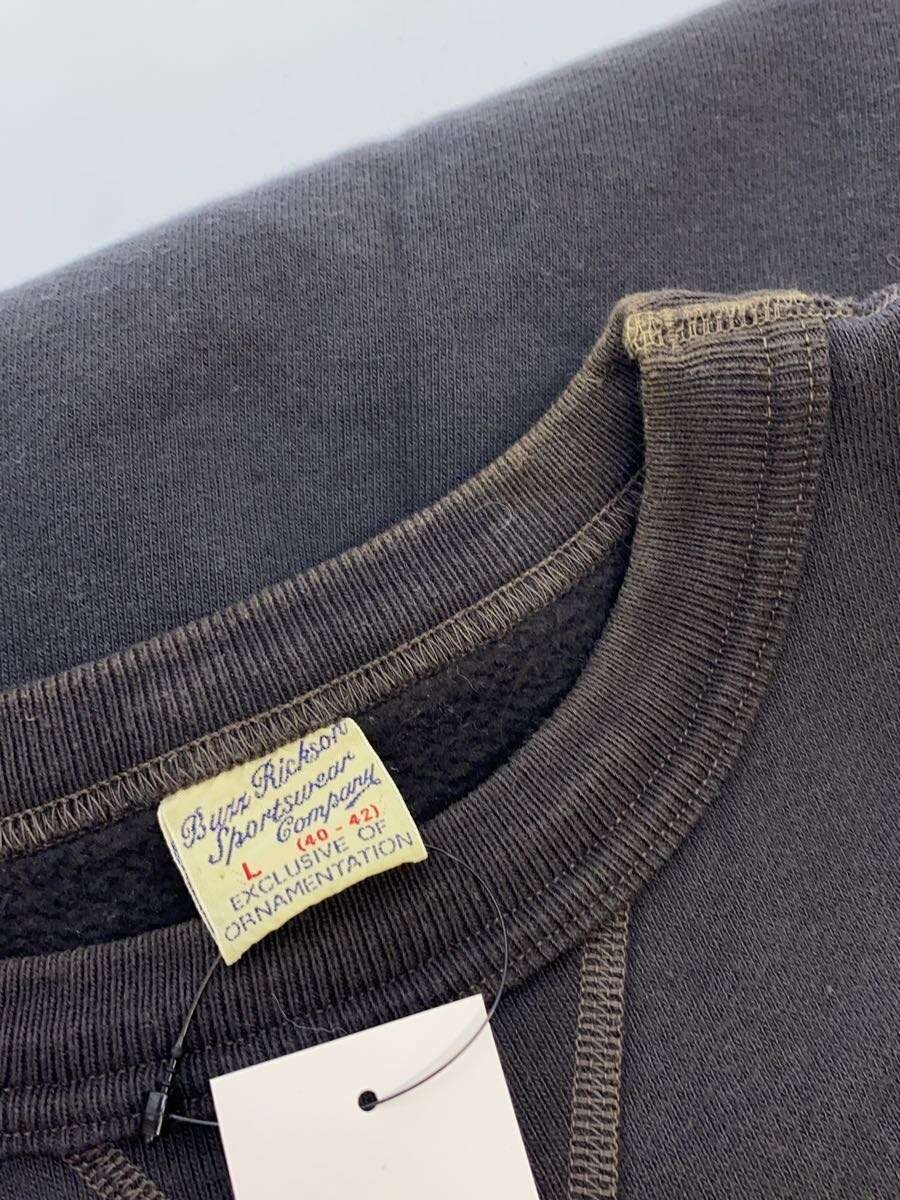 Buzz Rickson
Sportswear
Company
L (40 - 42)
EXCLUSIVE OF
ORNAMENTATION